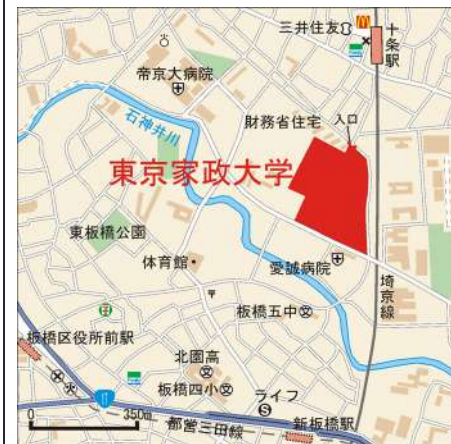 三井住友
十条駅
帝京大病院
石神井川
財務省住宅
入口
東京家政大学
東板橋公園
体育館
愛誠病院
埼京線
板橋五中
板橋区役所前駅
北園高
板橋四小
ライフ
17
0 350m
都営三田線
新板橋駅